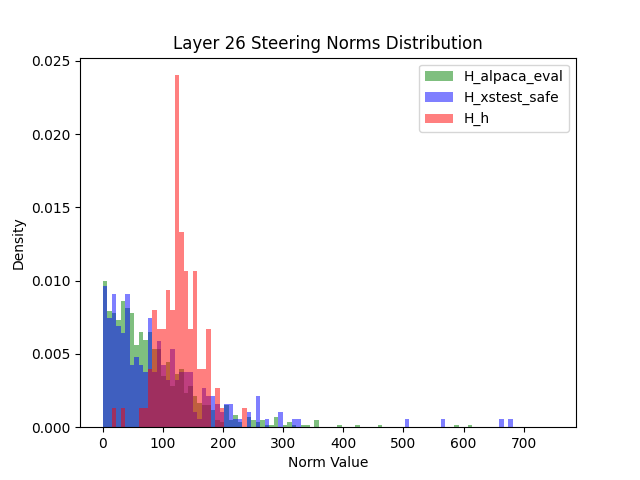 Layer 26 Steering Norms Distribution
H_alpaca_eval
H_xstest_safe
H_h
0.025
0.020
0.015
0.010
0.005
0.000
Density
0 100 200 300 400 500 600 700
Norm Value